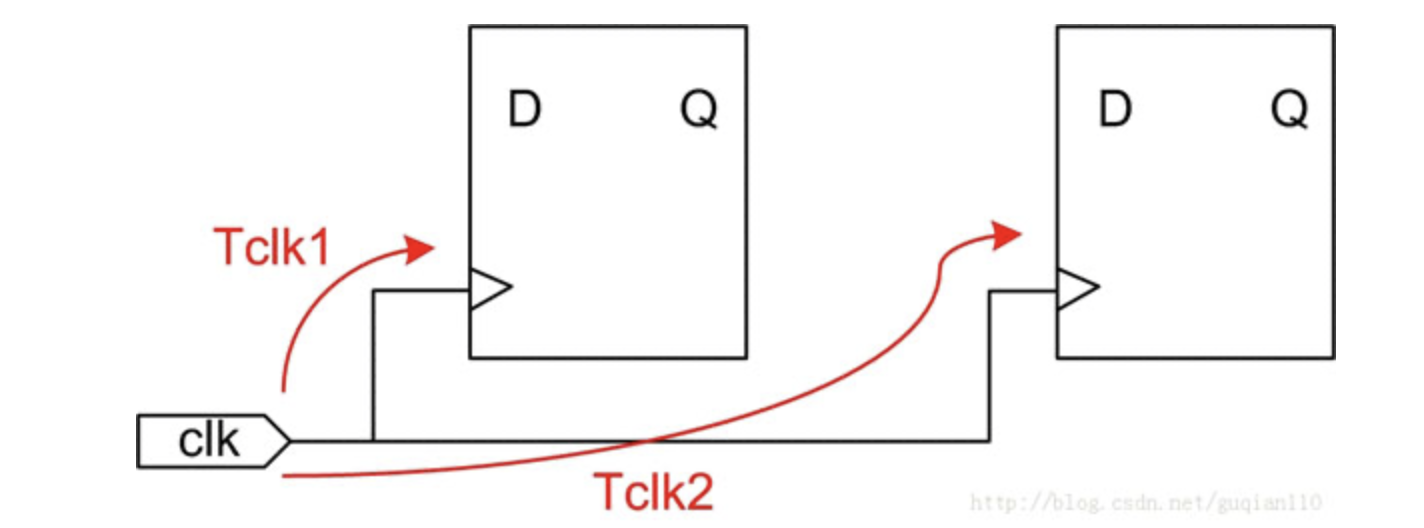 D Q
D Q
Tclk1
clk
Tclk2
http://blog.csdn.net/guqian110